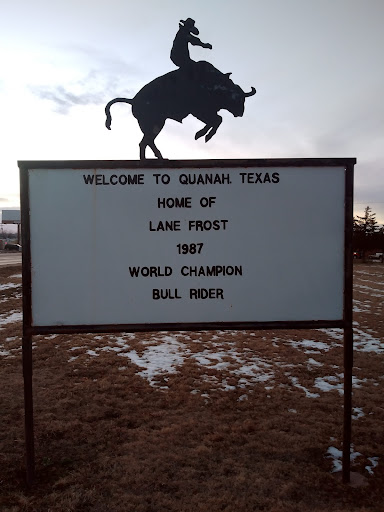 WELCOME TO QUANAH, TEXAS
HOME OF
LANE FROST
1987
WORLD CHAMPION
BULL RIDER